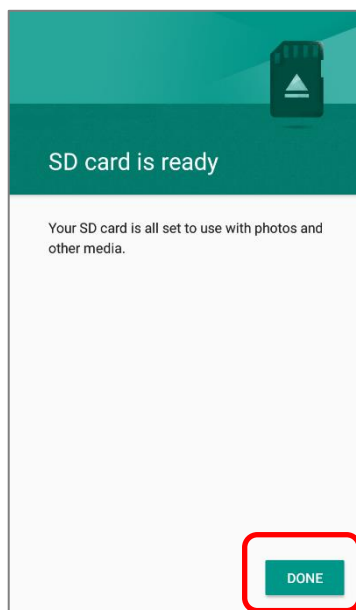 SD card is ready
Your SD card is all set to use with photos and
other media.
DONE